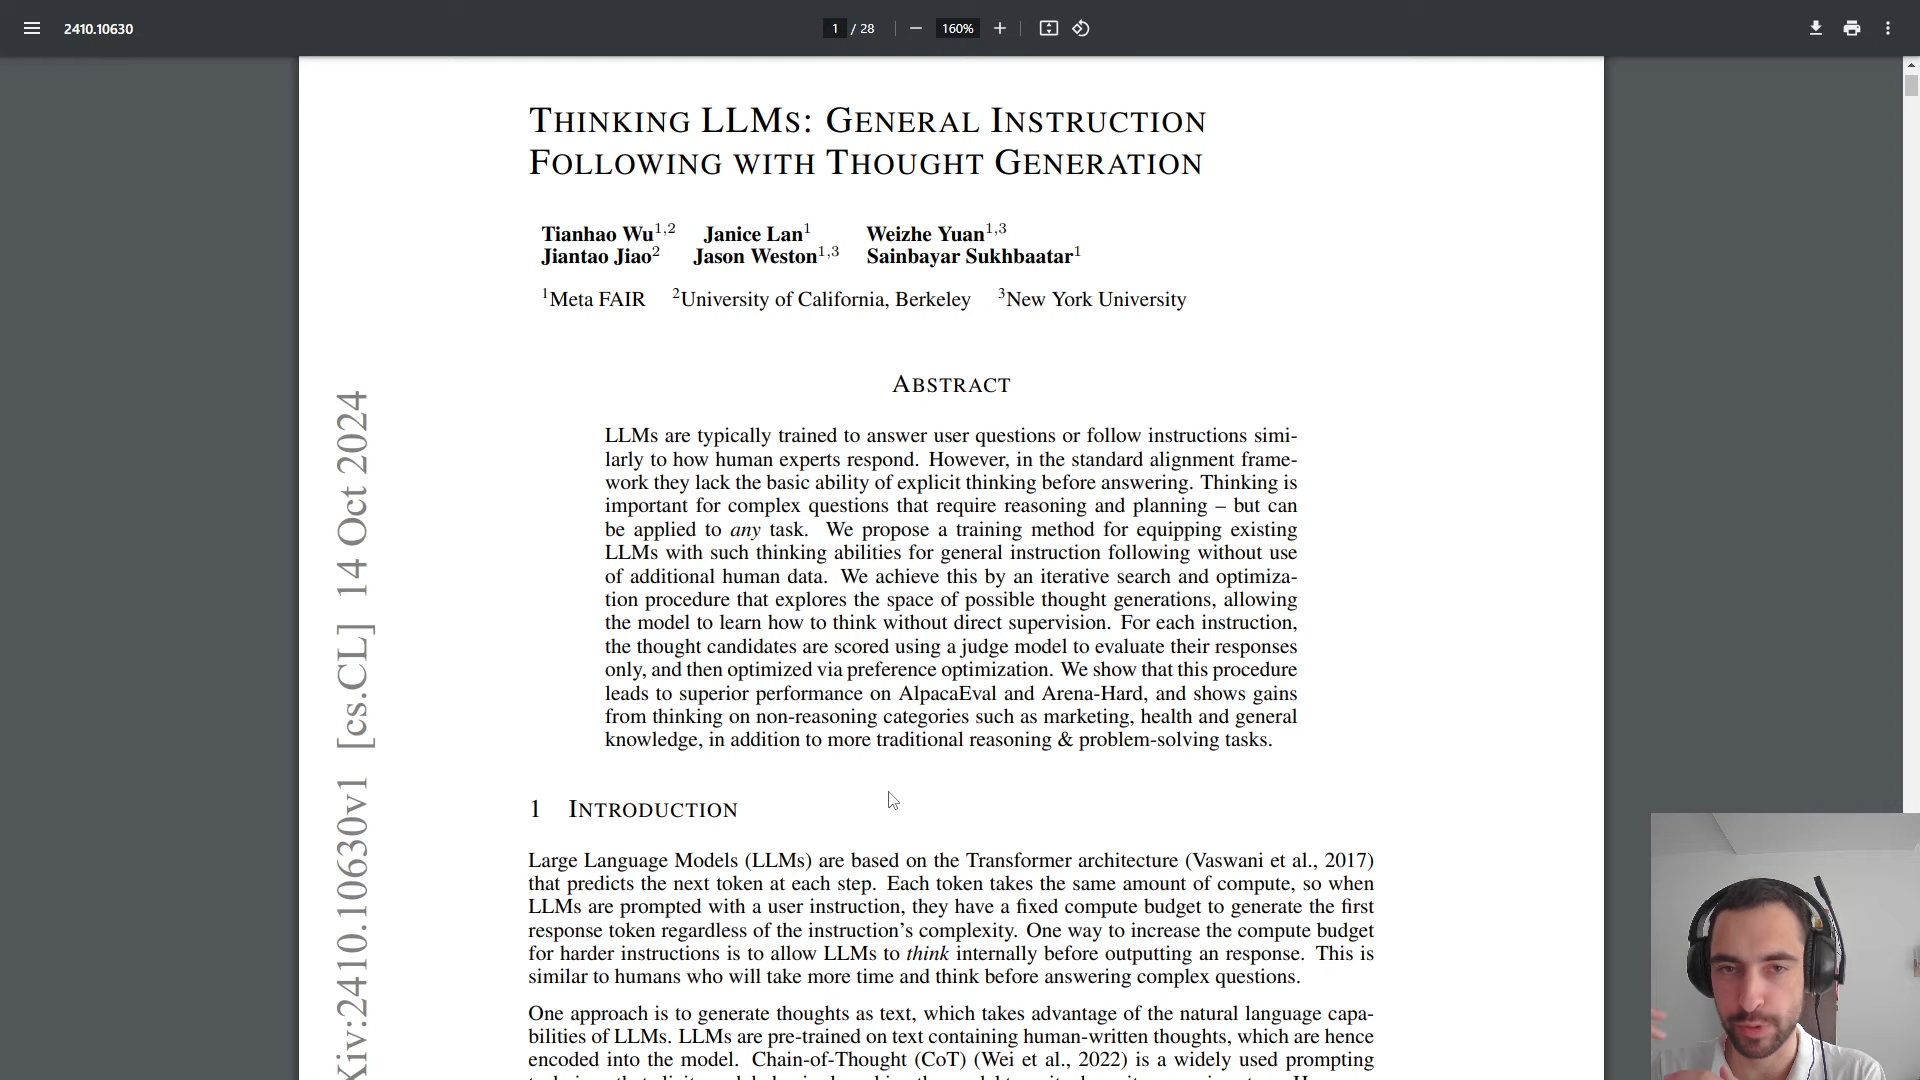 2410.10630
1 / 28
160%
THINKING LLMS: GENERAL INSTRUCTION
FOLLOWING WITH THOUGHT GENERATION
Tianhao Wu1,2 Janice Lan1 Weizhe Yuan1,3
Jiantao Jiao2 Jason Weston1,3 Sainbayar Sukhbaatar1
1Meta FAIR 2University of California, Berkeley 3New York University
ABSTRACT
LLMs are typically trained to answer user questions or follow instructions simi-
larly to how human experts respond. However, in the standard alignment frame-
work they lack the basic ability of explicit thinking before answering. Thinking is
important for complex questions that require reasoning and planning – but can
be applied to any task. We propose a training method for equipping existing
LLMs with such thinking abilities for general instruction following without use
of additional human data. We achieve this by an iterative search and optimiza-
tion procedure that explores the space of possible thought generations, allowing
the model to learn how to think without direct supervision. For each instruction,
the thought candidates are scored using a judge model to evaluate their responses
only, and then optimized via preference optimization. We show that this procedure
leads to superior performance on AlpacaEval and Arena-Hard, and shows gains
from thinking on non-reasoning categories such as marketing, health and general
knowledge, in addition to more traditional reasoning & problem-solving tasks.
1 INTRODUCTION
Large Language Models (LLMs) are based on the Transformer architecture (Vaswani et al., 2017)
that predicts the next token at each step. Each token takes the same amount of compute, so when
LLMs are prompted with a user instruction, they have a fixed compute budget to generate the first
response token regardless of the instruction's complexity. One way to increase the compute budget
for harder instructions is to allow LLMs to think internally before outputting an response. This is
similar to humans who will take more time and think before answering complex questions.
One approach is to generate thoughts as text, which takes advantage of the natural language capa-
bilities of LLMs. LLMs are pre-trained on text containing human-written thoughts, which are hence
encoded into the model. Chain-of-Thought (CoT) (Wei et al., 2022) is a widely used prompting
Xiv:2410.10630v1 [cs.CL] 14 Oct 2024